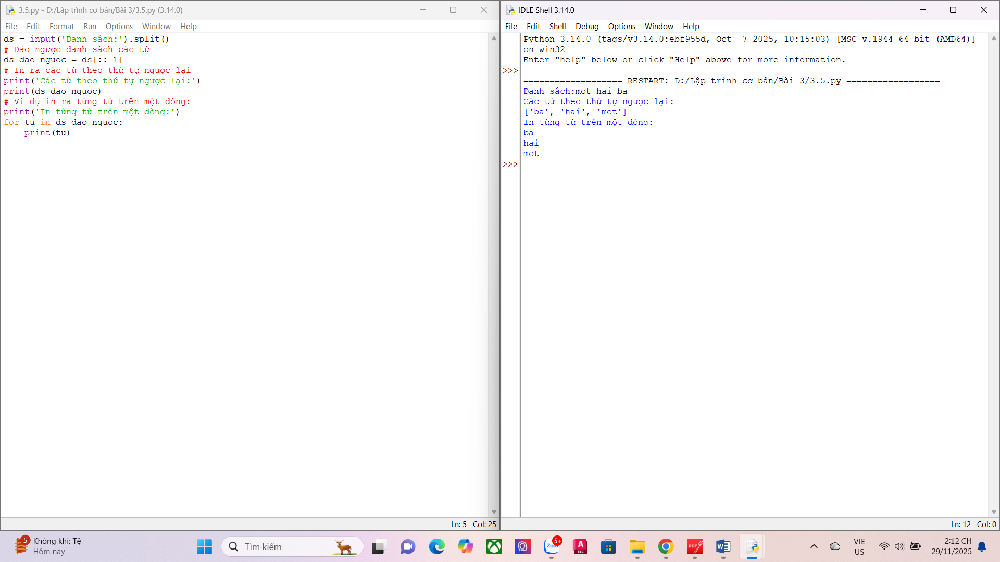 3.5.py - D:/Lập trình cơ bản/Bài 3/3.5.py (3.14.0)
File Edit Format Run Options Window Help
ds = input('Danh sách:').split()
# Đảo ngược danh sách các từ
ds_dao_nguoc = ds[::-1]
# In ra các từ theo thứ tự ngược lại
print('Các từ theo thứ tự ngược lại:')
print(ds_dao_nguoc)
# Ví dụ in ra từng từ trên một dòng:
print('In từng từ trên một dòng:')
for tu in ds_dao_nguoc:
    print(tu)
Ln: 5 Col: 25
IDLE Shell 3.14.0
File Edit Shell Debug Options Window Help
Python 3.14.0 (tags/v3.14.0:ebf955d, Oct  7 2025, 10:15:03) [MSC v.1944 64 bit (AMD64)]
on win32
Enter "help" below or click "Help" above for more information.
>>>
=================== RESTART: D:/Lập trình cơ bản/Bài 3/3.5.py ==================
Danh sách:mot hai ba
Các từ theo thứ tự ngược lại:
['ba', 'hai', 'mot']
In từng từ trên một dòng:
ba
hai
mot
>>>
Ln: 12 Col: 0
5
Không khí: Tệ
Hôm nay
Tìm kiếm
Zalo
5+
A
ELC
PDF
W
VIE
US
2:12 CH
29/11/2025